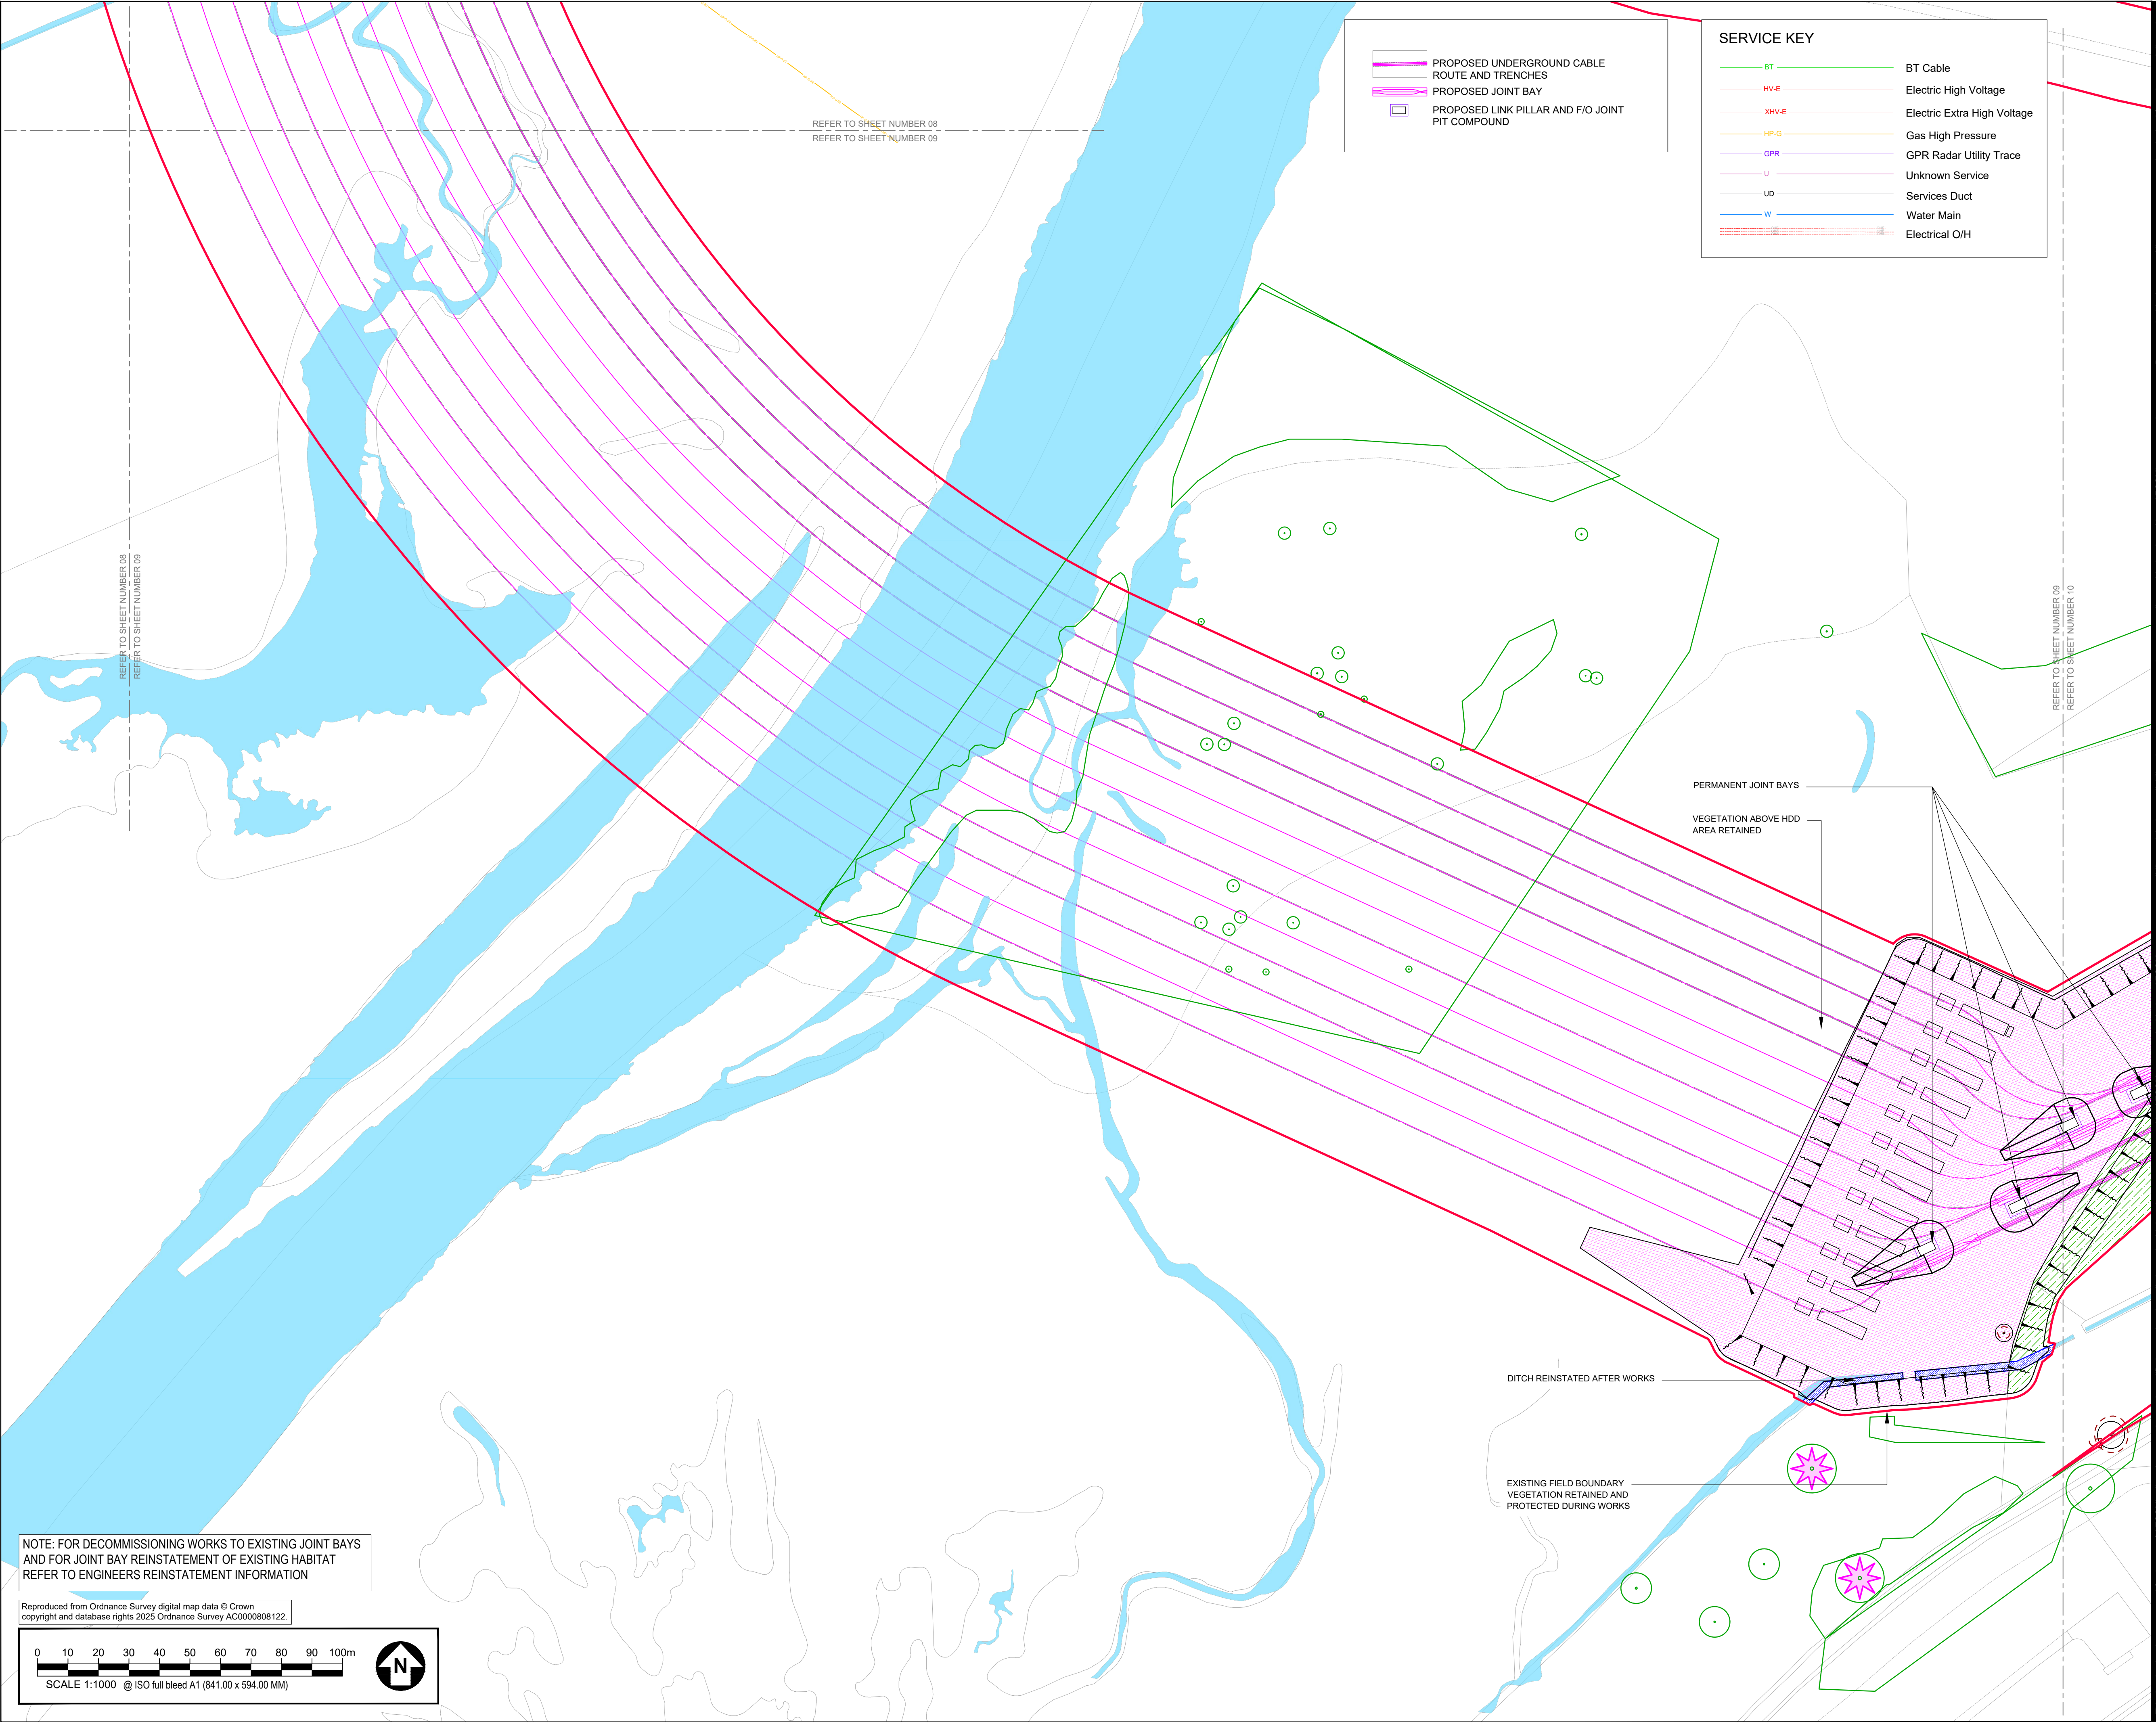 PROPOSED UNDERGROUND CABLE
ROUTE AND TRENCHES
PROPOSED JOINT BAY
PROPOSED LINK PILLAR AND F/O JOINT
PIT COMPOUND
SERVICE KEY
BT BT Cable
HV-E Electric High Voltage
XHV-E Electric Extra High Voltage
HP-G Gas High Pressure
GPR GPR Radar Utility Trace
U Unknown Service
UD Services Duct
W Water Main
Electrical O/H
REFER TO SHEET NUMBER 08
REFER TO SHEET NUMBER 09
REFER TO SHEET NUMBER 08
REFER TO SHEET NUMBER 09
REFER TO SHEET NUMBER 09
REFER TO SHEET NUMBER 10
PERMANENT JOINT BAYS
VEGETATION ABOVE HDD
AREA RETAINED
DITCH REINSTATED AFTER WORKS
EXISTING FIELD BOUNDARY
VEGETATION RETAINED AND
PROTECTED DURING WORKS
NOTE: FOR DECOMMISSIONING WORKS TO EXISTING JOINT BAYS
AND FOR JOINT BAY REINSTATEMENT OF EXISTING HABITAT
REFER TO ENGINEERS REINSTATEMENT INFORMATION
Reproduced from Ordnance Survey digital map data © Crown
copyright and database rights 2025 Ordnance Survey AC0000808122.
0 10 20 30 40 50 60 70 80 90 100m
SCALE 1:1000 @ ISO full bleed A1 (841.00 x 594.00 MM)
N